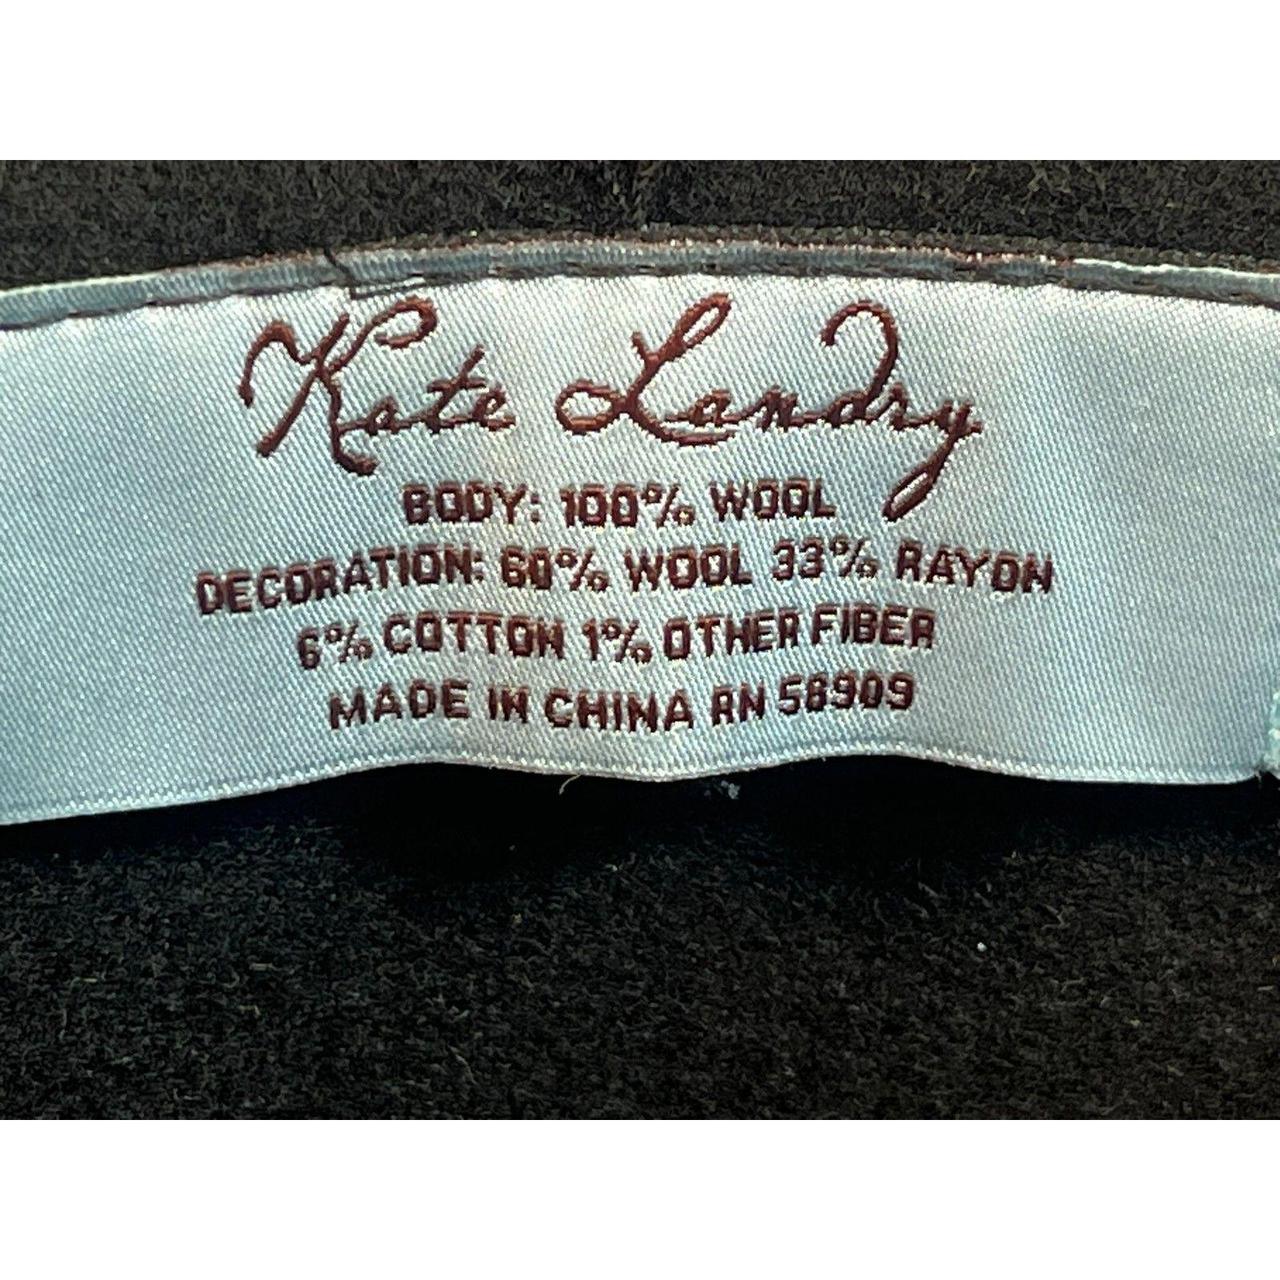 Kate Landry
BODY: 100% WOOL
DECORATION: 60% WOOL 33% RAYON
6% COTTON 1% OTHER FIBER
MADE IN CHINA RN 58909